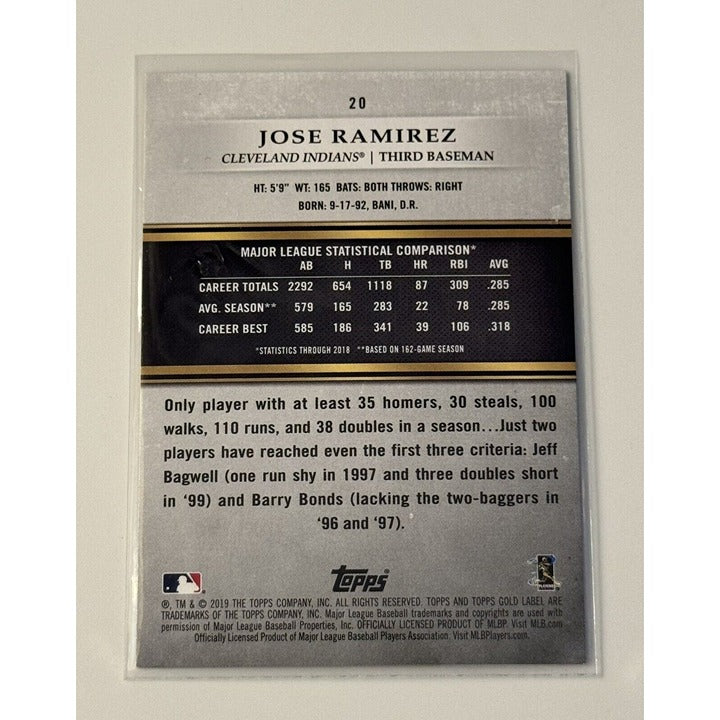 20
JOSE RAMIREZ
CLEVELAND INDIANS® | THIRD BASEMAN
HT: 5'9" WT: 165 BATS: BOTH THROWS: RIGHT
BORN: 9-17-92, BANI, D.R.
MAJOR LEAGUE STATISTICAL COMPARISON*
AB H TB HR RBI AVG
CAREER TOTALS 2292 654 1118 87 309 .285
AVG. SEASON** 579 165 283 22 78 .285
CAREER BEST 585 186 341 39 106 .318
*STATISTICS THROUGH 2018 **BASED ON 162-GAME SEASON
Only player with at least 35 homers, 30 steals, 100
walks, 110 runs, and 38 doubles in a season...Just two
players have reached even the first three criteria: Jeff
Bagwell (one run shy in 1997 and three doubles short
in '99) and Barry Bonds (lacking the two-baggers in
'96 and '97).
Topps
®, TM & © 2019 THE TOPPS COMPANY, INC. ALL RIGHTS RESERVED. TOPPS AND TOPPS GOLD LABEL ARE
TRADEMARKS OF THE TOPPS COMPANY, INC. Major League Baseball trademarks and copyrights are used with
permission of Major League Baseball Properties, Inc. OFFICIALLY LICENSED PRODUCT OF MLBP. Visit MLB.com
Officially Licensed Product of Major League Baseball Players Association. Visit MLBPlayers.com.